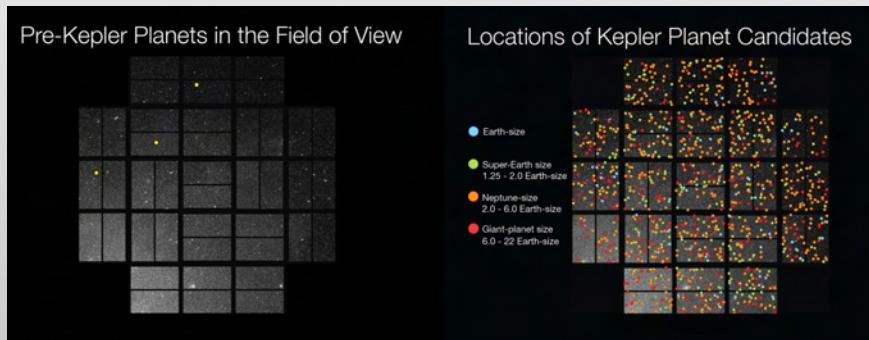 Pre-Kepler Planets in the Field of View
Locations of Kepler Planet Candidates
Earth-size
Super-Earth size
1.25 - 2.0 Earth-size
Neptune-size
2.0 - 6.0 Earth-size
Giant-planet size
6.0 - 22 Earth-size